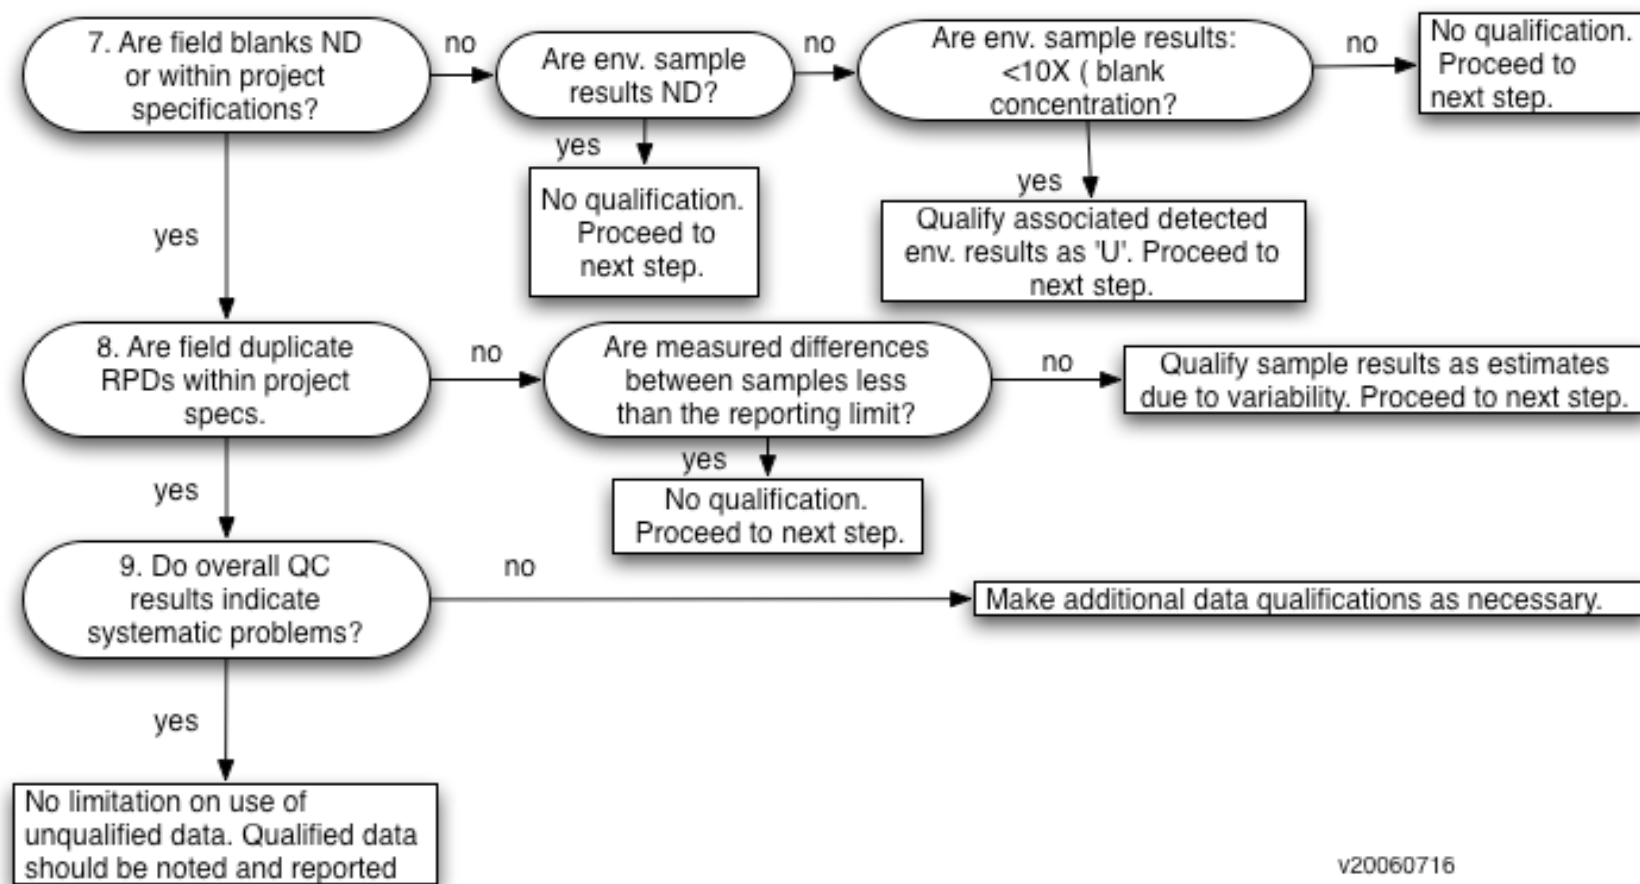 7. Are field blanks ND
or within project
specifications?
no
Are env. sample
results ND?
no
Are env. sample results:
<10X ( blank
concentration?
no
No qualification.
Proceed to
next step.
yes
No qualification.
Proceed to
next step.
yes
Qualify associated detected
env. results as 'U'. Proceed to
next step.
yes
8. Are field duplicate
RPDs within project
specs.
no
Are measured differences
between samples less
than the reporting limit?
no
Qualify sample results as estimates
due to variability. Proceed to next step.
yes
No qualification.
Proceed to next step.
yes
9. Do overall QC
results indicate
systematic problems?
no
Make additional data qualifications as necessary.
yes
No limitation on use of
unqualified data. Qualified data
should be noted and reported
v20060716